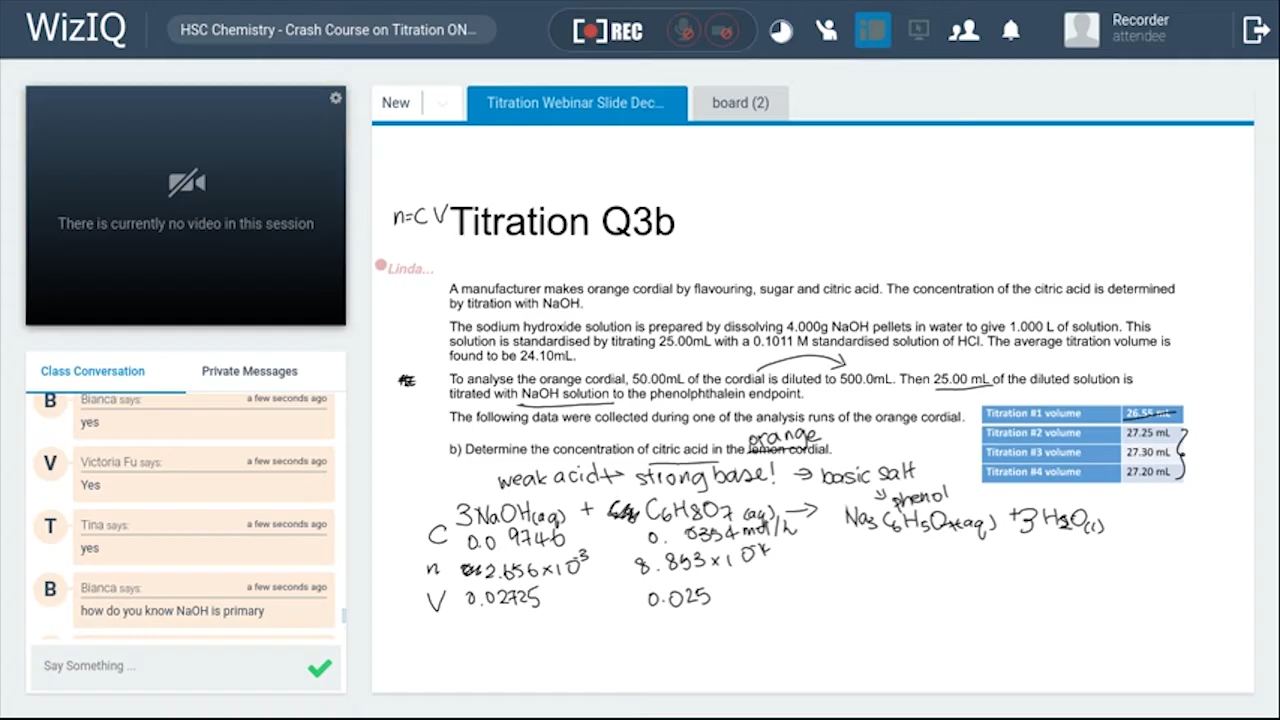 WizIQ
HSC Chemistry - Crash Course on Titration ON...
REC
Recorder
attendee
There is currently no video in this session
New
Titration Webinar Slide Dec...
board (2)
n=CV
Titration Q3b
Linda...
A manufacturer makes orange cordial by flavouring, sugar and citric acid. The concentration of the citric acid is determined
by titration with NaOH.
The sodium hydroxide solution is prepared by dissolving 4.000g NaOH pellets in water to give 1.000 L of solution. This
solution is standardised by titrating 25.00mL with a 0.1011 M standardised solution of HCl. The average titration volume is
found to be 24.10mL.
To analyse the orange cordial, 50.00mL of the cordial is diluted to 500.0mL. Then 25.00 mL of the diluted solution is
titrated with NaOH solution to the phenolphthalein endpoint.
The following data were collected during one of the analysis runs of the orange cordial.
Titration #1 volume 26.55 mL
Titration #2 volume 27.25 mL
Titration #3 volume 27.30 mL
Titration #4 volume 27.20 mL
orange
b) Determine the concentration of citric acid in the lemon cordial.
weak acid + strong base! → basic salt
phenol
3NaOH(aq) + C6H8O7 (aq) → Na3C6H5O7(aq) + 3H2O(l)
C 0.09746 0.0354 mol/L
n 2.656×10-3 8.853×10-4
V 0.02725 0.025
Class Conversation
Private Messages
B
Bianca says: a few seconds ago
yes
V
Victoria Fu says: a few seconds ago
Yes
T
Tina says: a few seconds ago
yes
B
Bianca says: a few seconds ago
how do you know NaOH is primary
Say Something ...